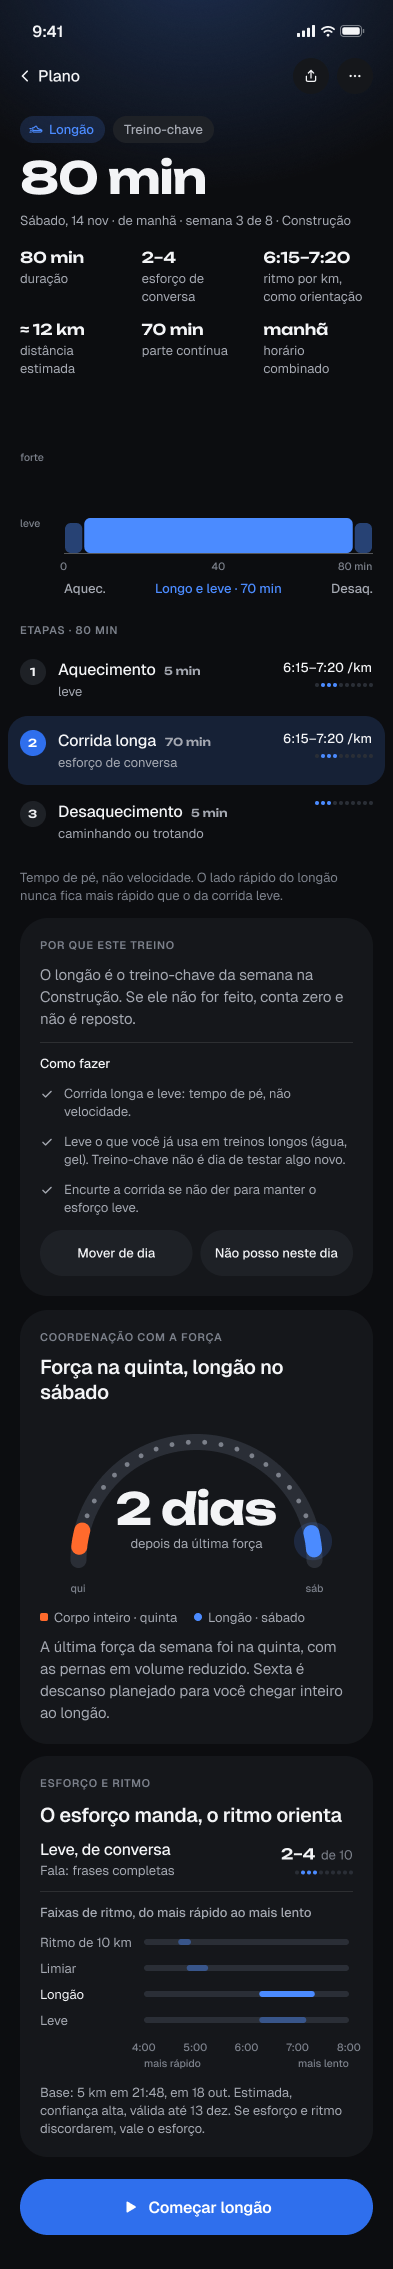 9:41
Plano
Longão
Treino-chave
80 min
Sábado, 14 nov · de manhã · semana 3 de 8 · Construção
80 min
duração
2–4
esforço de
conversa
6:15–7:20
ritmo por km,
como orientação
≈ 12 km
distância
estimada
70 min
parte contínua
manhã
horário
combinado
forte
leve
0
40
80 min
Aquec.
Longo e leve · 70 min
Desaq.
ETAPAS · 80 MIN
1
Aquecimento 5 min
6:15–7:20 /km
leve
2
Corrida longa 70 min
6:15–7:20 /km
esforço de conversa
3
Desaquecimento 5 min
caminhando ou trotando
Tempo de pé, não velocidade. O lado rápido do longão
nunca fica mais rápido que o da corrida leve.
POR QUE ESTE TREINO
O longão é o treino-chave da semana na
Construção. Se ele não for feito, conta zero e
não é reposto.
Como fazer
Corrida longa e leve: tempo de pé, não
velocidade.
Leve o que você já usa em treinos longos (água,
gel). Treino-chave não é dia de testar algo novo.
Encurte a corrida se não der para manter o
esforço leve.
Mover de dia
Não posso neste dia
COORDENAÇÃO COM A FORÇA
Força na quinta, longão no
sábado
2 dias
depois da última força
qui
sáb
Corpo inteiro · quinta
Longão · sábado
A última força da semana foi na quinta, com
as pernas em volume reduzido. Sexta é
descanso planejado para você chegar inteiro
ao longão.
ESFORÇO E RITMO
O esforço manda, o ritmo orienta
Leve, de conversa
2–4 de 10
Fala: frases completas
Faixas de ritmo, do mais rápido ao mais lento
Ritmo de 10 km
Limiar
Longão
Leve
4:00
5:00
6:00
7:00
8:00
mais rápido
mais lento
Base: 5 km em 21:48, em 18 out. Estimada,
confiança alta, válida até 13 dez. Se esforço e ritmo
discordarem, vale o esforço.
Começar longão